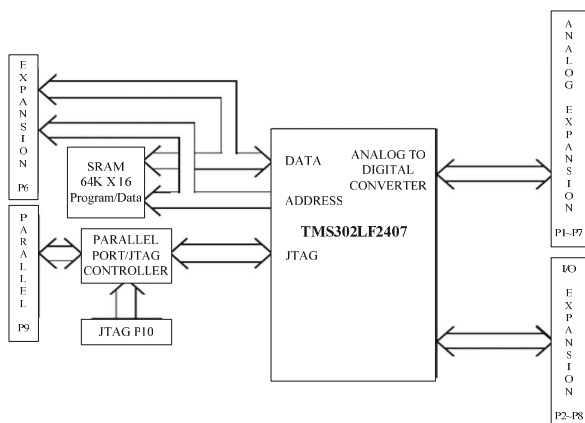 EXPANSION
P6
SRAM
64K X 16
Program/Data
PARALLEL
P9
PARALLEL
PORT/JTAG
CONTROLLER
JTAG P10
DATA
ADDRESS
ANALOG TO
DIGITAL
CONVERTER
TMS302LF2407
JTAG
ANALOG EXPANSION
P1~P7
I/O
EXPANSION
P2~P8